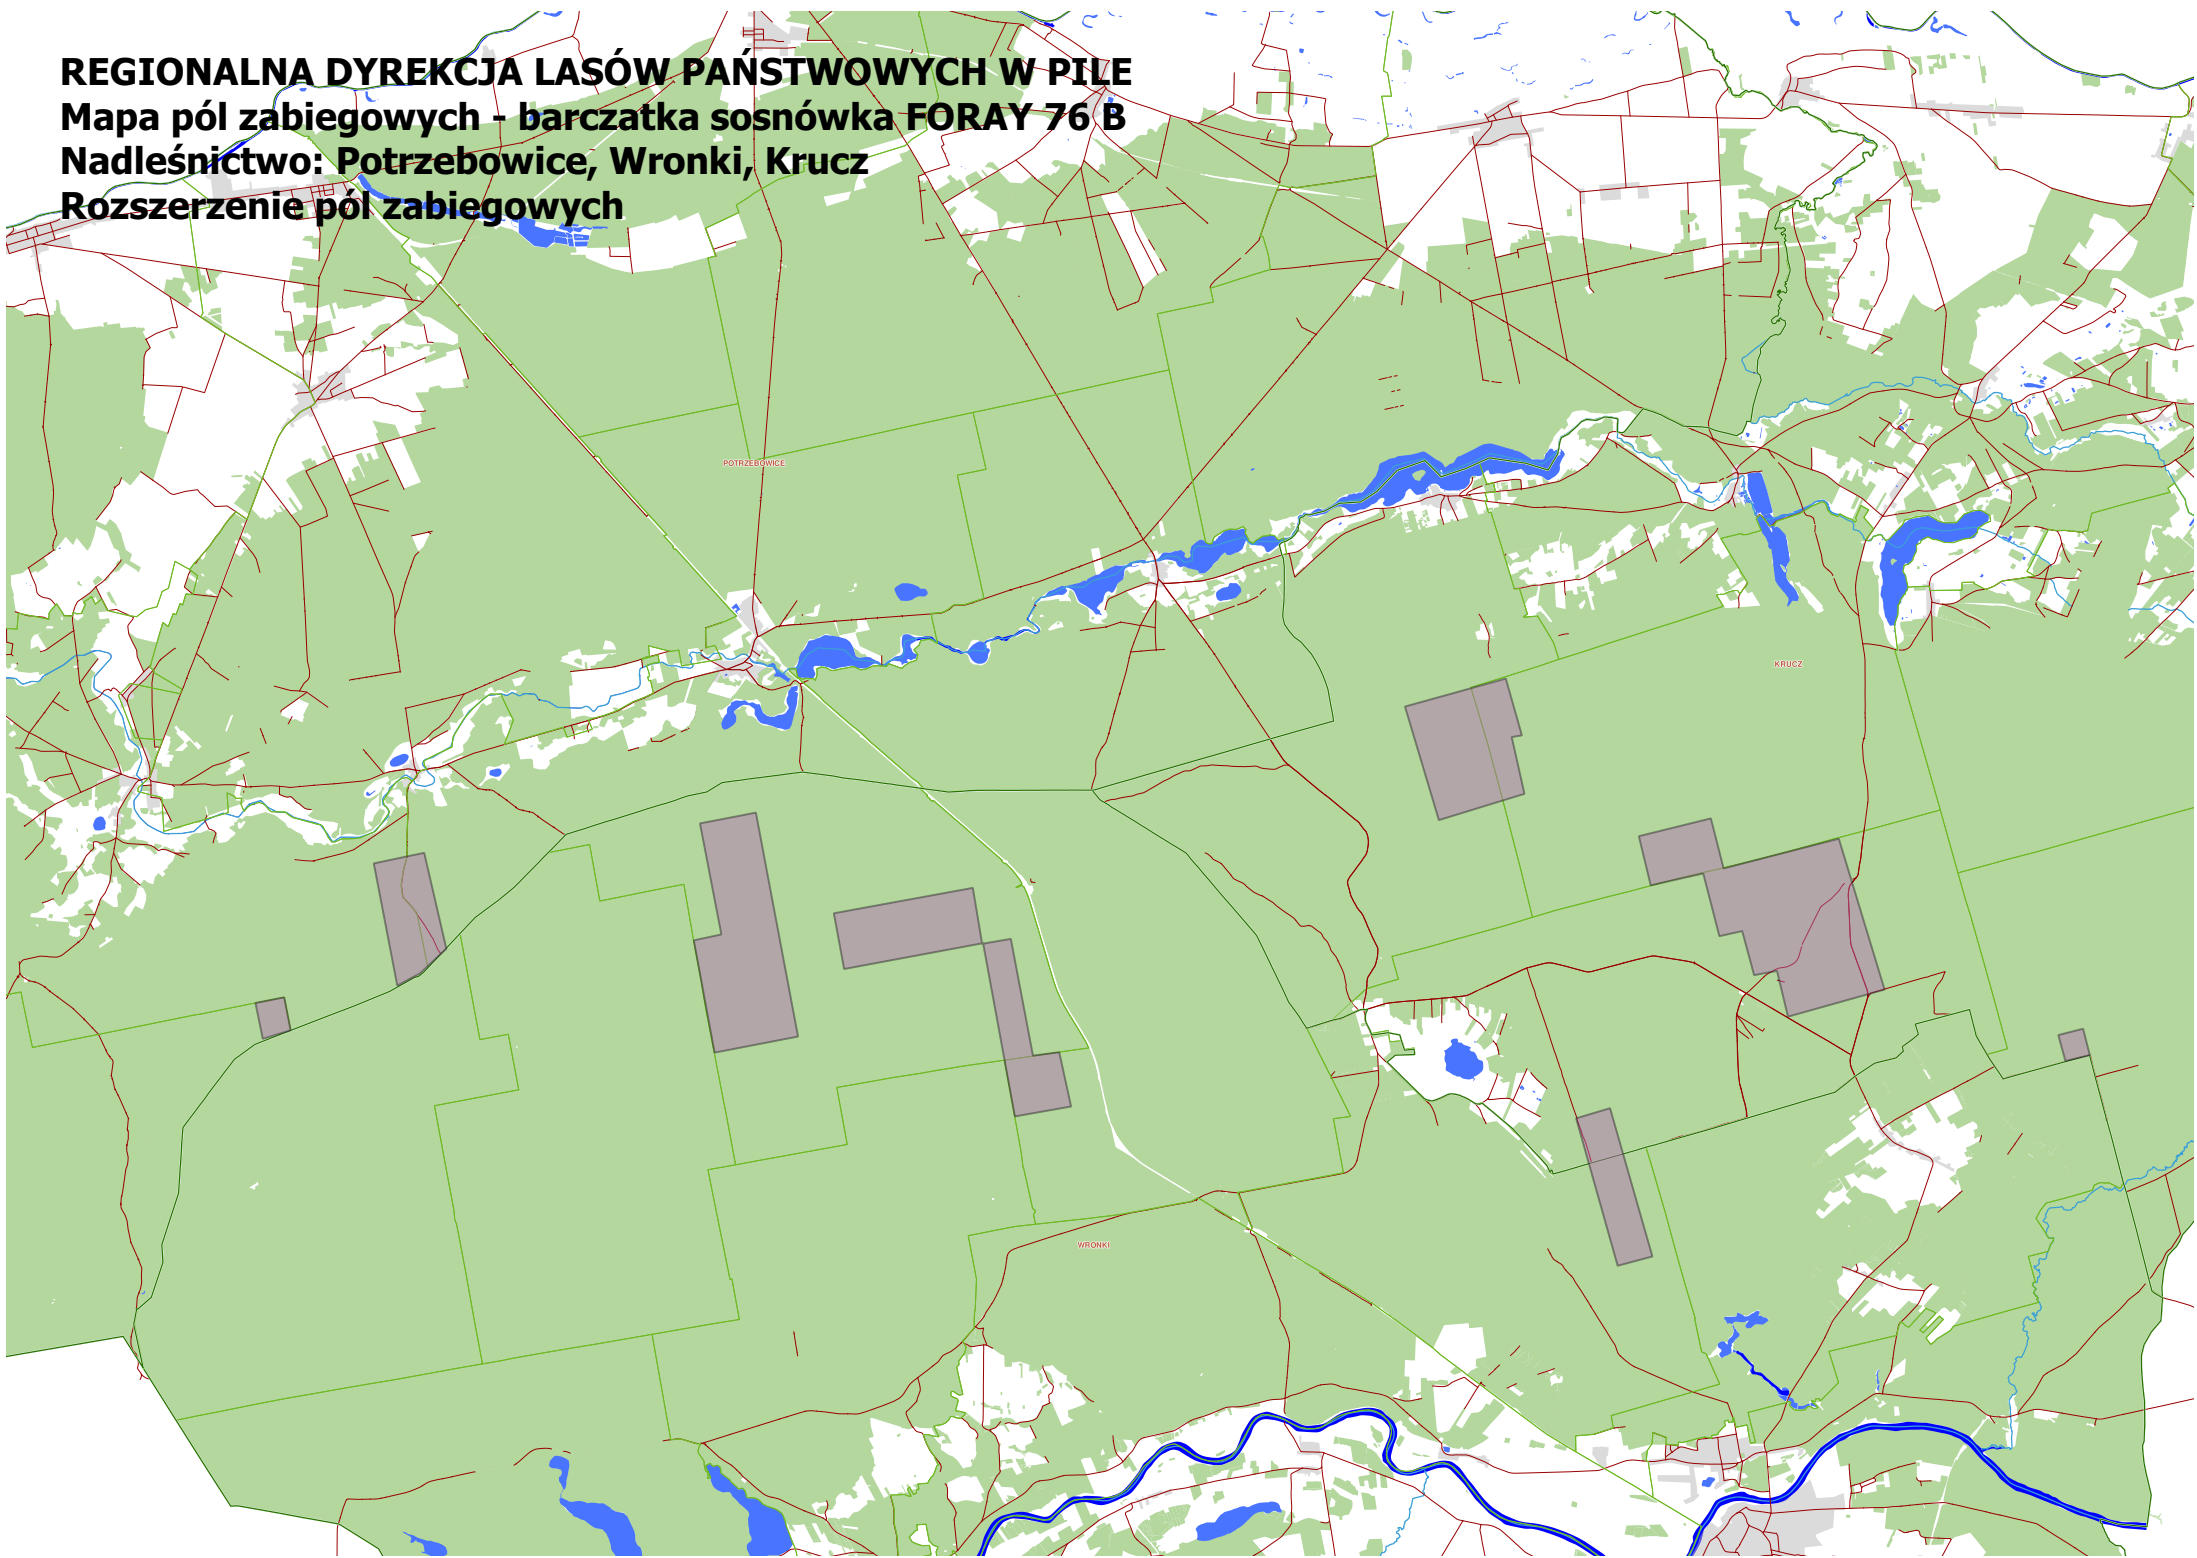 REGIONALNA DYREKCJA LASÓW PAŃSTWOWYCH W PILE
Mapa pól zabiegowych - barczatka sosnówka FORAY 76 B
Nadleśnictwo: Potrzebowice, Wronki, Krucz
Rozszerzenie pól zabiegowych
POTRZEBOWICE
KRUCZ
WRONKI